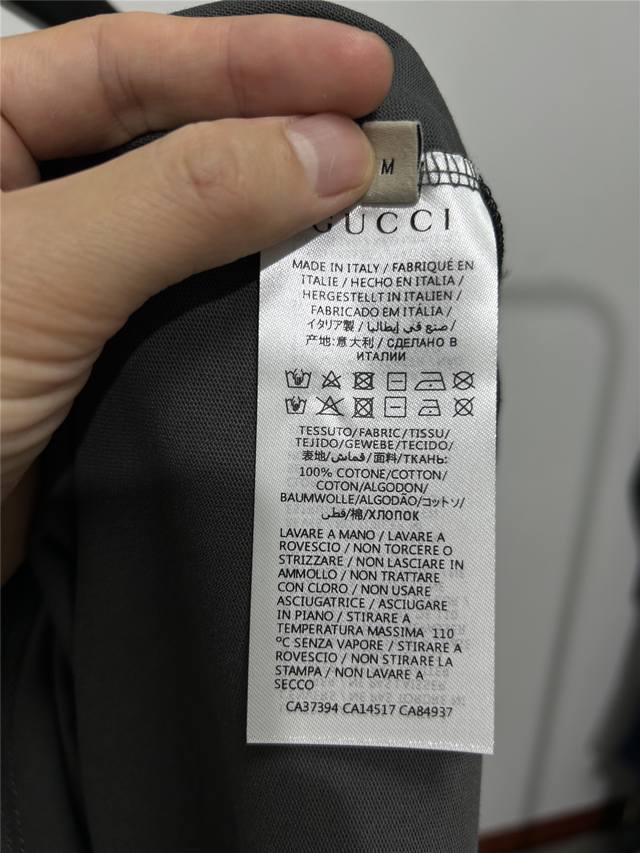 M
GUCCI
MADE IN ITALY / FABRIQUÉ EN
ITALIE / HECHO EN ITALIA /
HERGESTELLT IN ITALIEN /
FABRICADO EM ITÁLIA /
イタリア製 / صنع في إيطاليا /
产地:意大利 / СДЕЛАНО В
ИТАЛИИ
TESSUTO/FABRIC/TISSU/
TEJIDO/GEWEBE/TECIDO/
表地/قماش/面料/ТКАНЬ:
100% COTONE/COTTON/
COTON/ALGODON/
BAUMWOLLE/ALGODÃO/コットン/
قطن/棉/ХЛОПОК
LAVARE A MANO / LAVARE A
ROVESCIO / NON TORCERE O
STRIZZARE / NON LASCIARE IN
AMMOLLO / NON TRATTARE
CON CLORO / NON USARE
ASCIUGATRICE / ASCIUGARE
IN PIANO / STIRARE A
TEMPERATURA MASSIMA 110
°C SENZA VAPORE / STIRARE A
ROVESCIO / NON STIRARE LA
STAMPA / NON LAVARE A
SECCO
CA37394 CA14517 CA84937